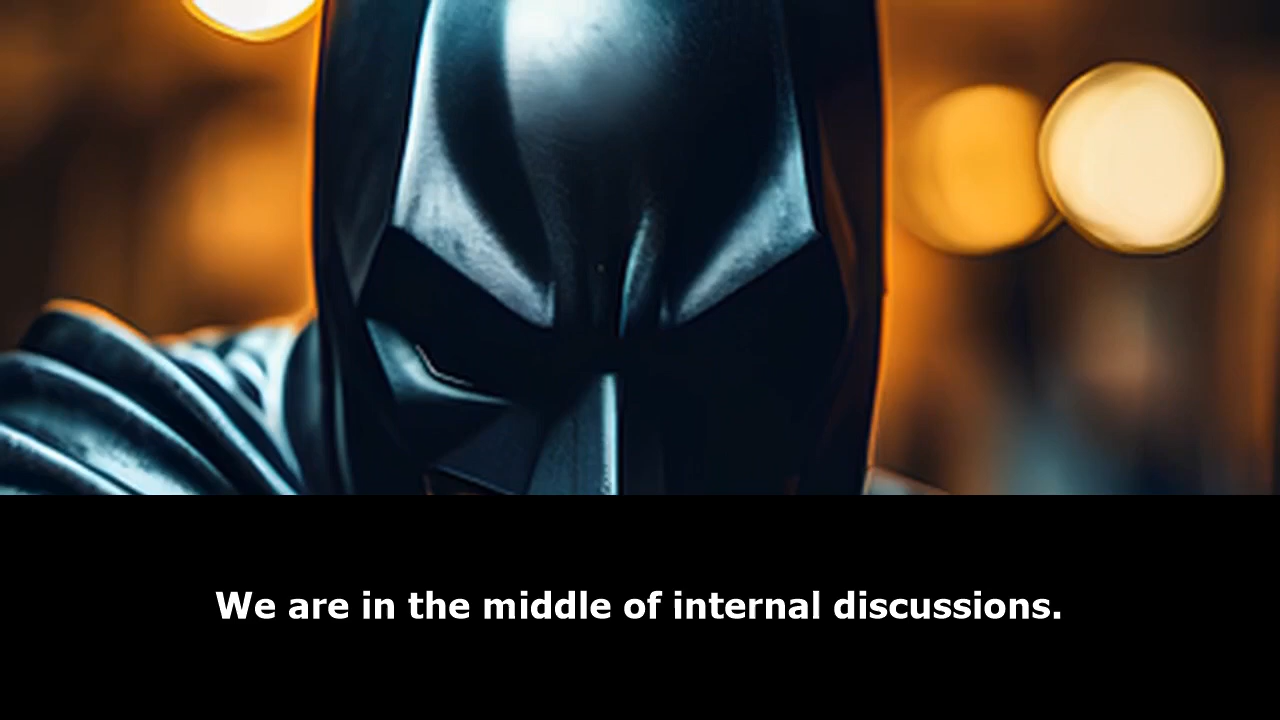 We are in the middle of internal discussions.